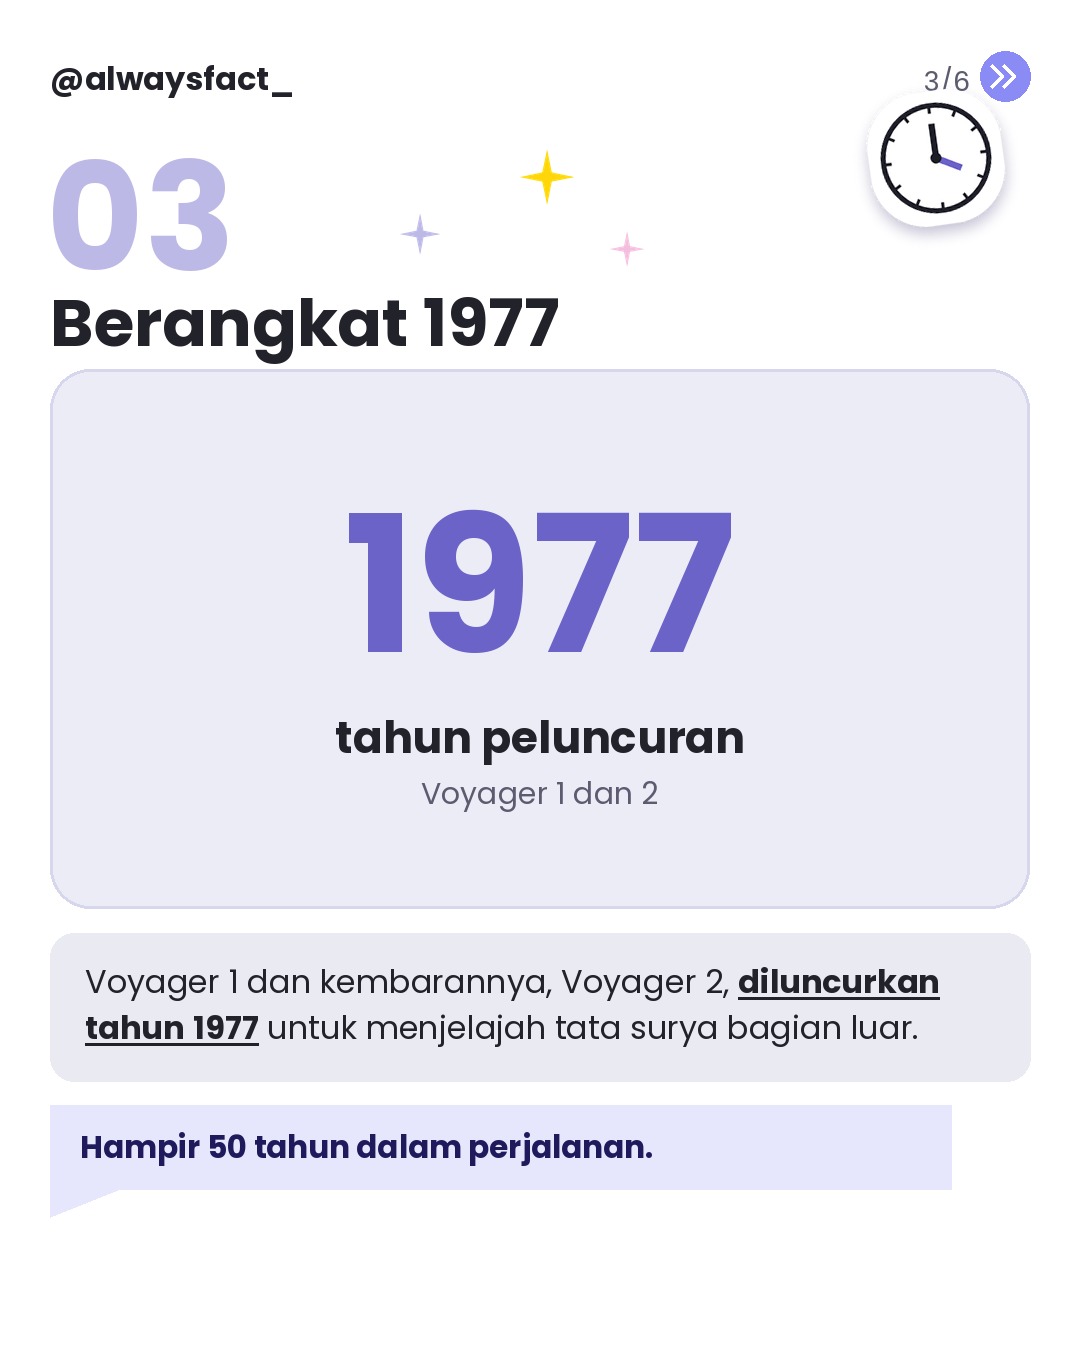 @alwaysfact_
3/6
03
Berangkat 1977
1977
tahun peluncuran
Voyager 1 dan 2
Voyager 1 dan kembarannya, Voyager 2, diluncurkan
tahun 1977 untuk menjelajah tata surya bagian luar.
Hampir 50 tahun dalam perjalanan.